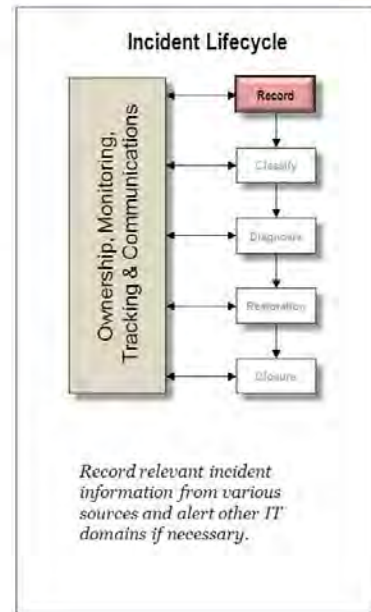 Incident Lifecycle
Ownership, Monitoring,
Tracking & Communications
Record
Classify
Diagnosis
Restoration
Closure
Record relevant incident
information from various
sources and alert other IT
domains if necessary.